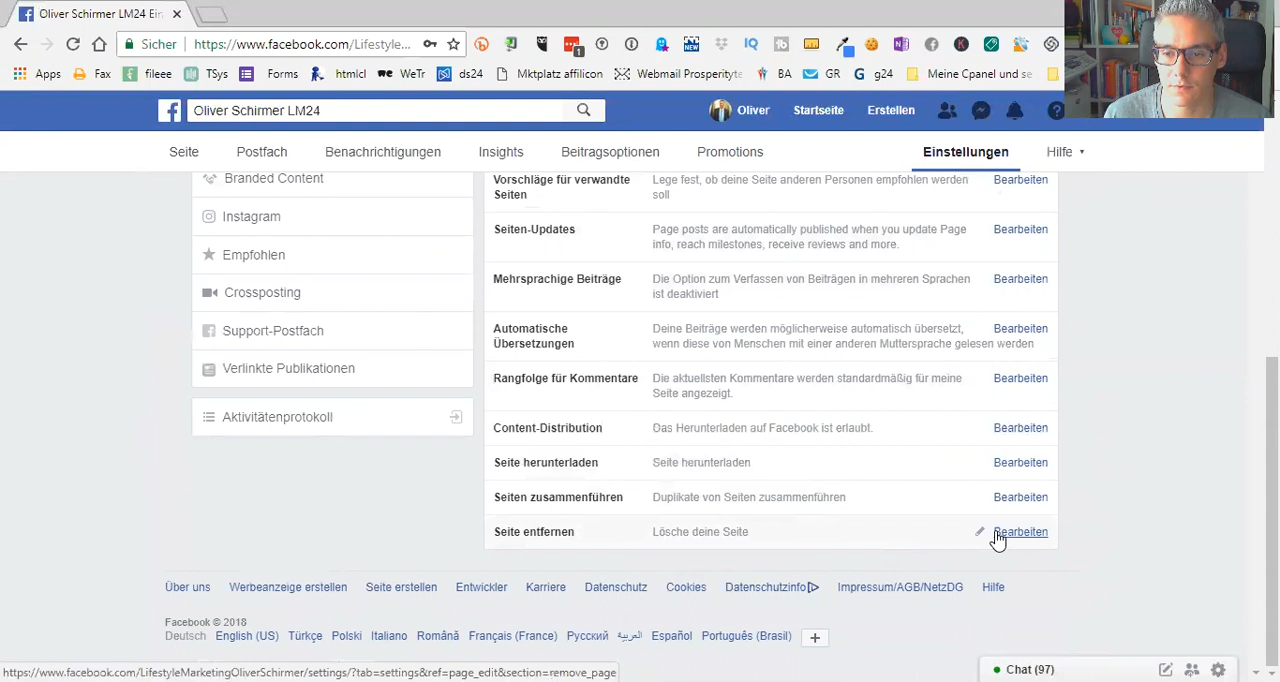 Oliver Schirmer LM24 Ein
Sicher
https://www.facebook.com/Lifestyle...
Apps
Fax
fileee
TSys
Forms
htmlcl
WeTr
ds24
Mktplatz affilicon
Webmail Prosperityte
BA
GR
g24
Meine Cpanel und se
Oliver Schirmer LM24
Oliver
Startseite
Erstellen
Seite
Postfach
Benachrichtigungen
Insights
Beitragsoptionen
Promotions
Einstellungen
Hilfe
Branded Content
Instagram
Empfohlen
Crossposting
Support-Postfach
Verlinkte Publikationen
Aktivitätenprotokoll
Vorschläge für verwandte
Seiten
Lege fest, ob deine Seite anderen Personen empfohlen werden
soll
Bearbeiten
Seiten-Updates
Page posts are automatically published when you update Page
info, reach milestones, receive reviews and more.
Bearbeiten
Mehrsprachige Beiträge
Die Option zum Verfassen von Beiträgen in mehreren Sprachen
ist deaktiviert
Bearbeiten
Automatische
Übersetzungen
Deine Beiträge werden möglicherweise automatisch übersetzt,
wenn diese von Menschen mit einer anderen Muttersprache gelesen werden
Bearbeiten
Rangfolge für Kommentare
Die aktuellsten Kommentare werden standardmäßig für meine
Seite angezeigt.
Bearbeiten
Content-Distribution
Das Herunterladen auf Facebook ist erlaubt.
Bearbeiten
Seite herunterladen
Seite herunterladen
Bearbeiten
Seiten zusammenführen
Duplikate von Seiten zusammenführen
Bearbeiten
Seite entfernen
Lösche deine Seite
Bearbeiten
Über uns
Werbeanzeige erstellen
Seite erstellen
Entwickler
Karriere
Datenschutz
Cookies
Datenschutzinfo
Impressum/AGB/NetzDG
Hilfe
Facebook © 2018
Deutsch
English (US)
Türkçe
Polski
Italiano
Română
Français (France)
Русский
العربية
Español
Português (Brasil)
https://www.facebook.com/LifestyleMarketingOliverSchirmer/settings/?tab=settings&ref=page_edit&section=remove_page
Chat (97)